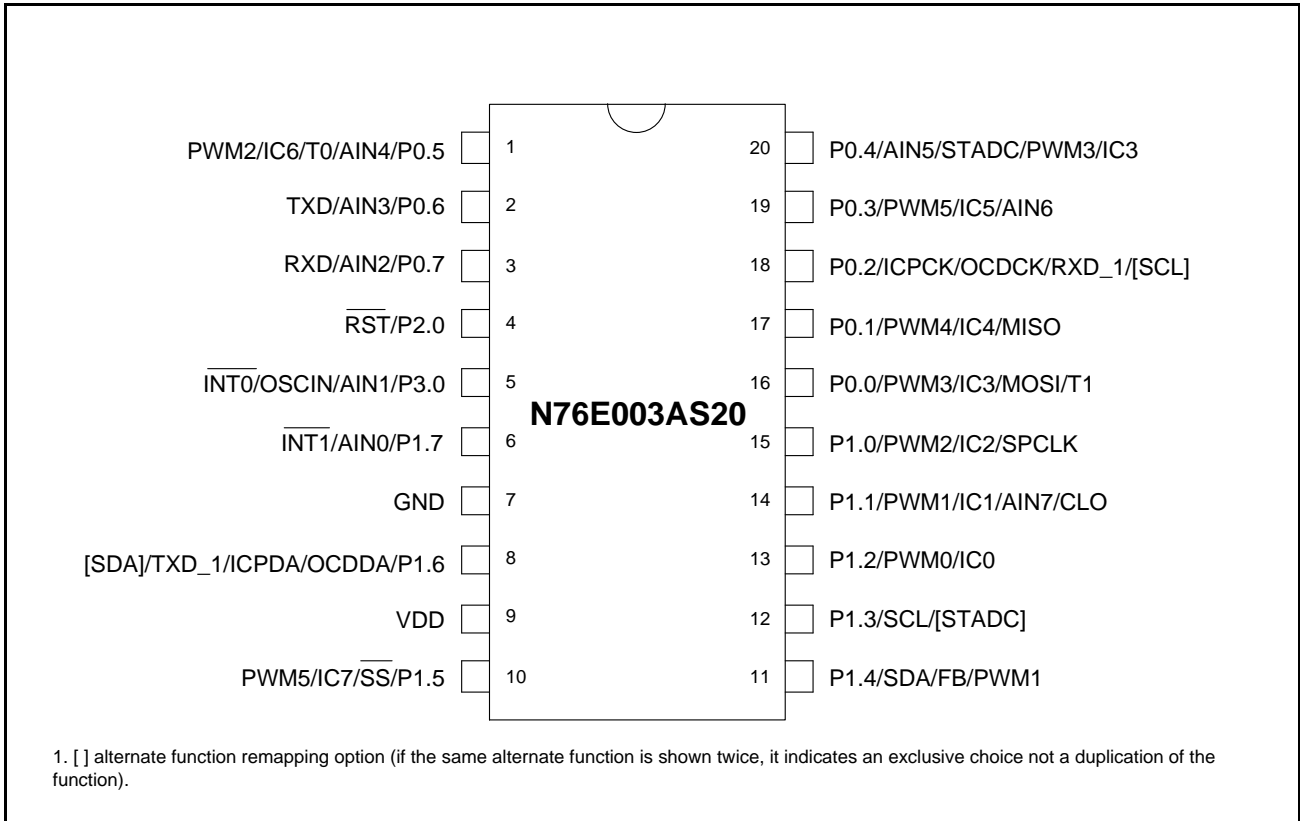 PWM2/IC6/T0/AIN4/P0.5 1 20 P0.4/AIN5/STADC/PWM3/IC3
TXD/AIN3/P0.6 2 19 P0.3/PWM5/IC5/AIN6
RXD/AIN2/P0.7 3 18 P0.2/ICPCK/OCDCK/RXD_1/[SCL]
RST/P2.0 4 17 P0.1/PWM4/IC4/MISO
INT0/OSCIN/AIN1/P3.0 5 16 P0.0/PWM3/IC3/MOSI/T1
N76E003AS20
INT1/AIN0/P1.7 6 15 P1.0/PWM2/IC2/SPCLK
GND 7 14 P1.1/PWM1/IC1/AIN7/CLO
[SDA]/TXD_1/ICPDA/OCDDA/P1.6 8 13 P1.2/PWM0/IC0
VDD 9 12 P1.3/SCL/[STADC]
PWM5/IC7/SS/P1.5 10 11 P1.4/SDA/FB/PWM1
1. [ ] alternate function remapping option (if the same alternate function is shown twice, it indicates an exclusive choice not a duplication of the
function).